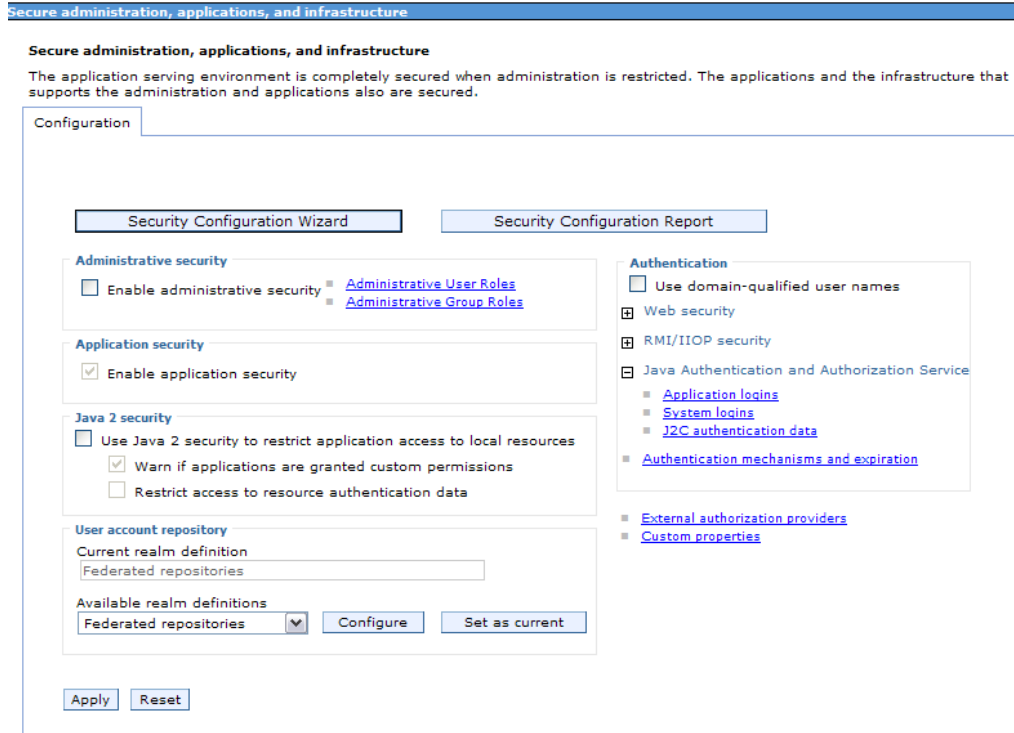 Secure administration, applications, and infrastructure
Secure administration, applications, and infrastructure
The application serving environment is completely secured when administration is restricted. The applications and the infrastructure that
supports the administration and applications also are secured.
Configuration
Security Configuration Wizard
Security Configuration Report
Administrative security
Enable administrative security
Administrative User Roles
Administrative Group Roles
Application security
Enable application security
Java 2 security
Use Java 2 security to restrict application access to local resources
Warn if applications are granted custom permissions
Restrict access to resource authentication data
User account repository
Current realm definition
Federated repositories
Available realm definitions
Federated repositories
Configure
Set as current
Authentication
Use domain-qualified user names
Web security
RMI/IIOP security
Java Authentication and Authorization Service
Application logins
System logins
J2C authentication data
Authentication mechanisms and expiration
External authorization providers
Custom properties
Apply
Reset